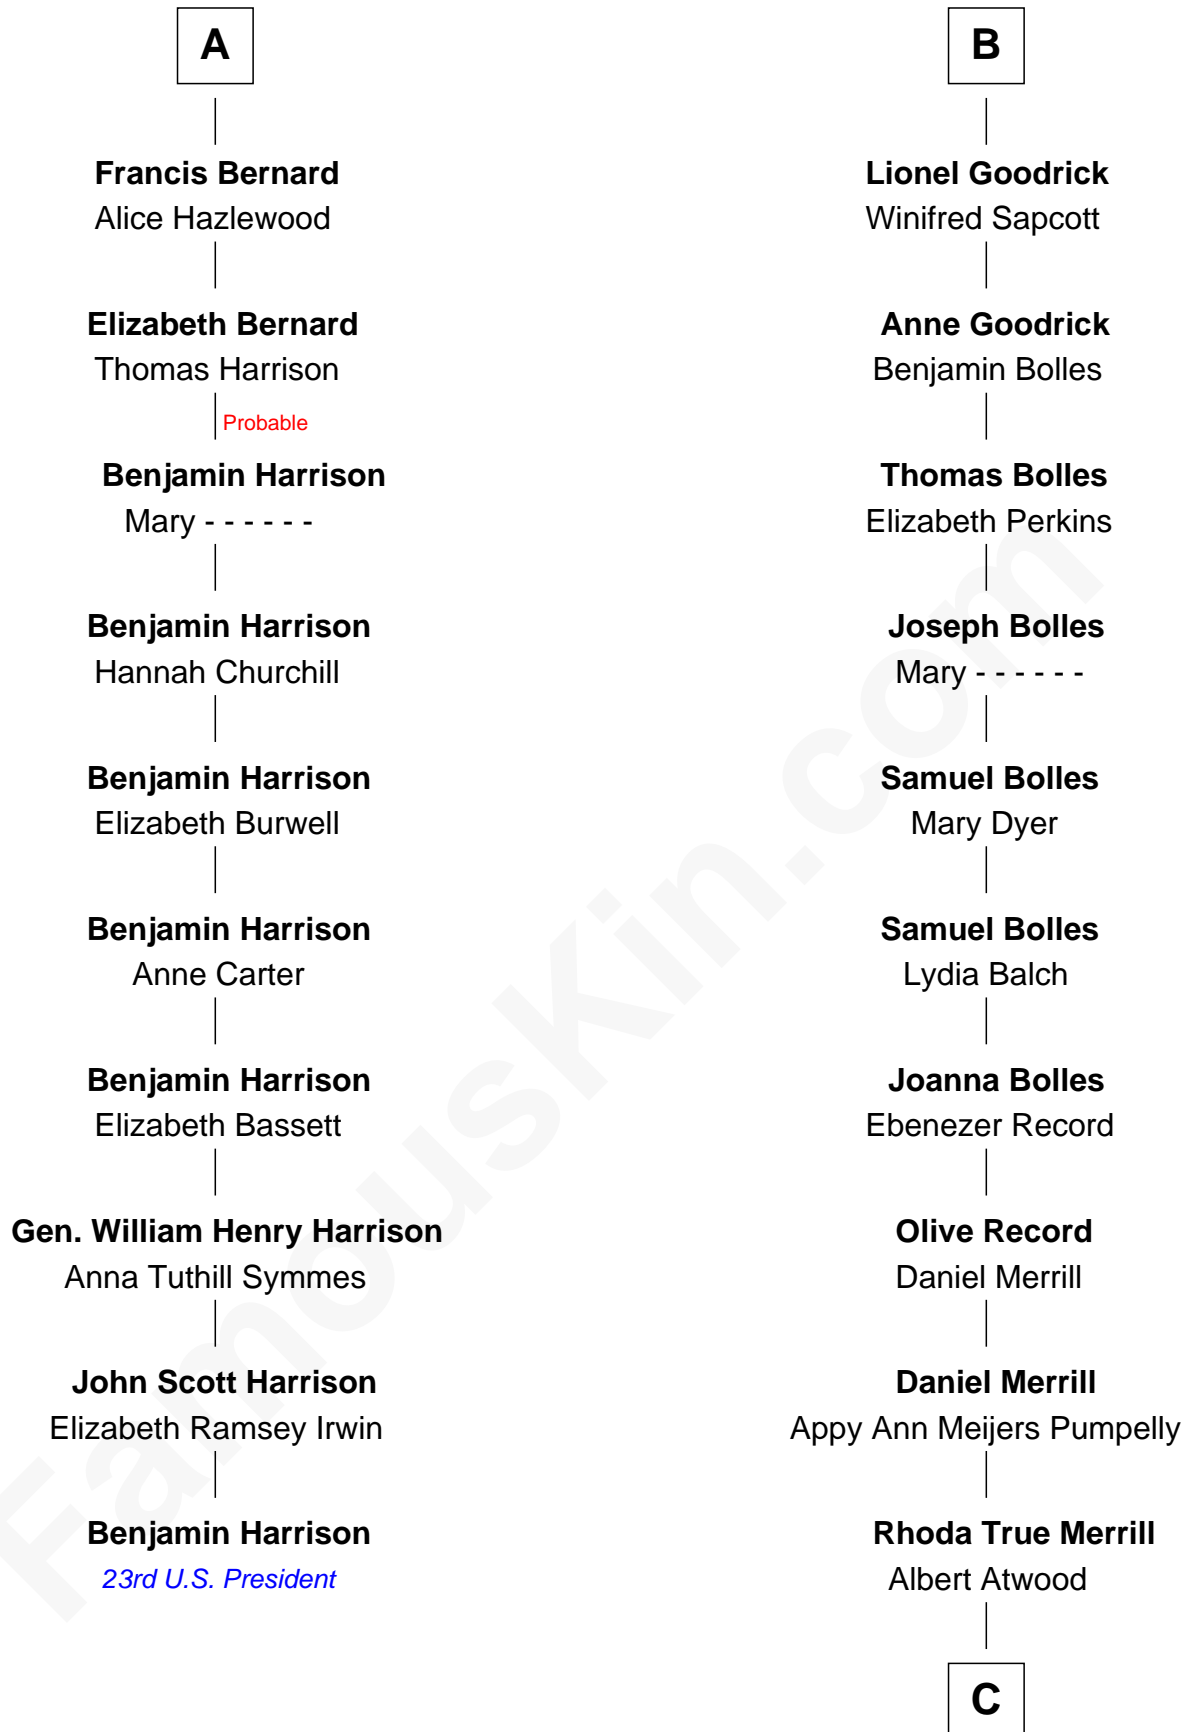 A
Francis Bernard
Alice Hazlewood
Elizabeth Bernard
Thomas Harrison
Probable
Benjamin Harrison
Mary - - - - - -
Benjamin Harrison
Hannah Churchill
Benjamin Harrison
Elizabeth Burwell
Benjamin Harrison
Anne Carter
Benjamin Harrison
Elizabeth Bassett
Gen. William Henry Harrison
Anna Tuthill Symmes
John Scott Harrison
Elizabeth Ramsey Irwin
Benjamin Harrison
23rd U.S. President
B
Lionel Goodrick
Winifred Sapcott
Anne Goodrick
Benjamin Bolles
Thomas Bolles
Elizabeth Perkins
Joseph Bolles
Mary - - - - - -
Samuel Bolles
Mary Dyer
Samuel Bolles
Lydia Balch
Joanna Bolles
Ebenezer Record
Olive Record
Daniel Merrill
Daniel Merrill
Appy Ann Meijers Pumpelly
Rhoda True Merrill
Albert Atwood
C
FamousKin.com